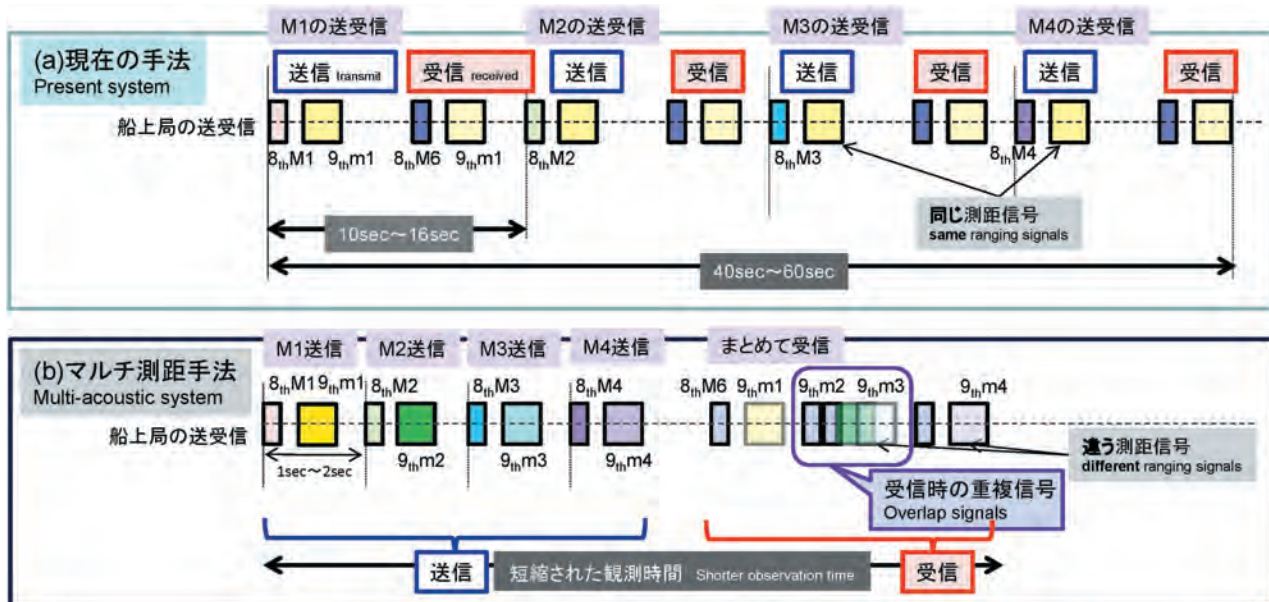 M1の送受信 M2の送受信 M3の送受信 M4の送受信
(a)現在の手法
Present system
送信 transmit 受信 received 送信 受信 送信 受信 送信 受信
船上局の送受信
8thM1 9thm1 8thM6 9thm1 8thM2 8thM3 8thM4
同じ測距信号
same ranging signals
10sec～16sec
40sec～60sec
M1送信 M2送信 M3送信 M4送信 まとめて受信
(b)マルチ測距手法
Multi-acoustic system
8thM1 9thm1 8thM2 8thM3 8thM4 8thM6 9thm1 9thm2 9thm3 9thm4
船上局の送受信
1sec～2sec 9thm2 9thm3 9thm4
違う測距信号
different ranging signals
受信時の重複信号
Overlap signals
送信 短縮された観測時間 Shorter observation time 受信